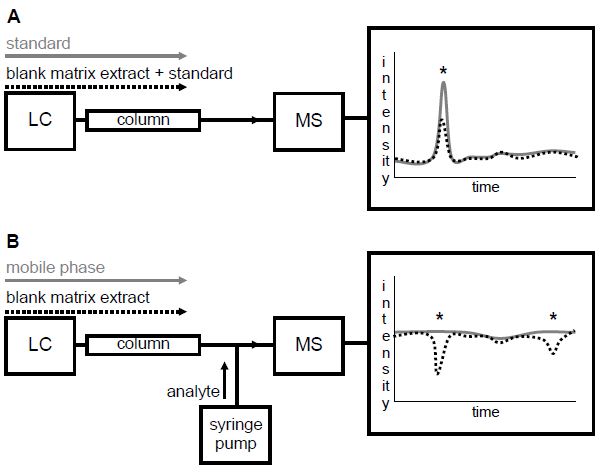 A
standard
blank matrix extract + standard
LC
column
MS
intensity
*
time
B
mobile phase
blank matrix extract
LC
column
MS
analyte
syringe
pump
intensity
*
*
time